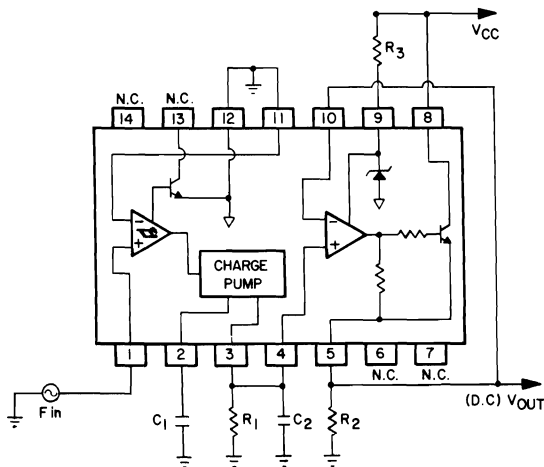 V_CC
R_3
N.C. N.C.
14 13 12 11 10 9 8
−
+
−
+
CHARGE
PUMP
1 2 3 4 5 6 7
N.C. N.C.
(D.C) V_OUT
F in
C_1 R_1 C_2 R_2